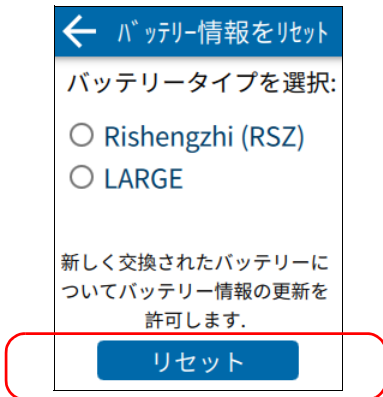 バッテリー情報をリセット
バッテリータイプを選択:
Rishengzhi (RSZ)
LARGE
新しく交換されたバッテリーに
ついてバッテリー情報の更新を
許可します.
リセット